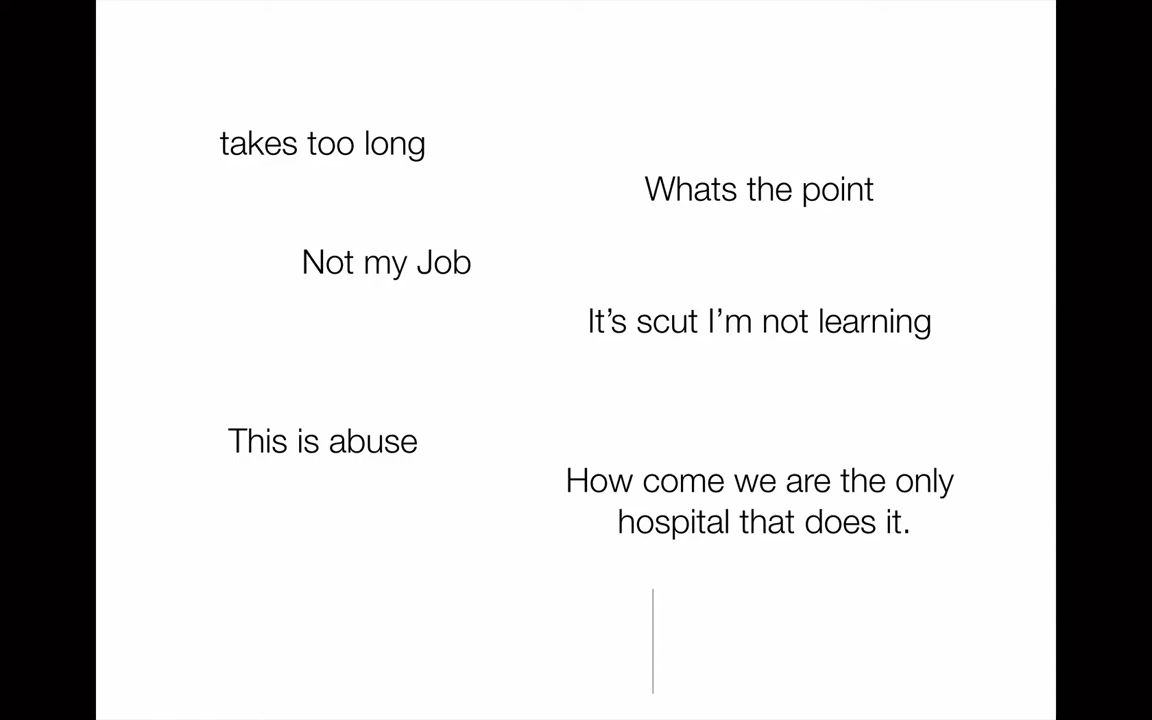 takes too long
Whats the point
Not my Job
It's scut I'm not learning
This is abuse
How come we are the only
hospital that does it.